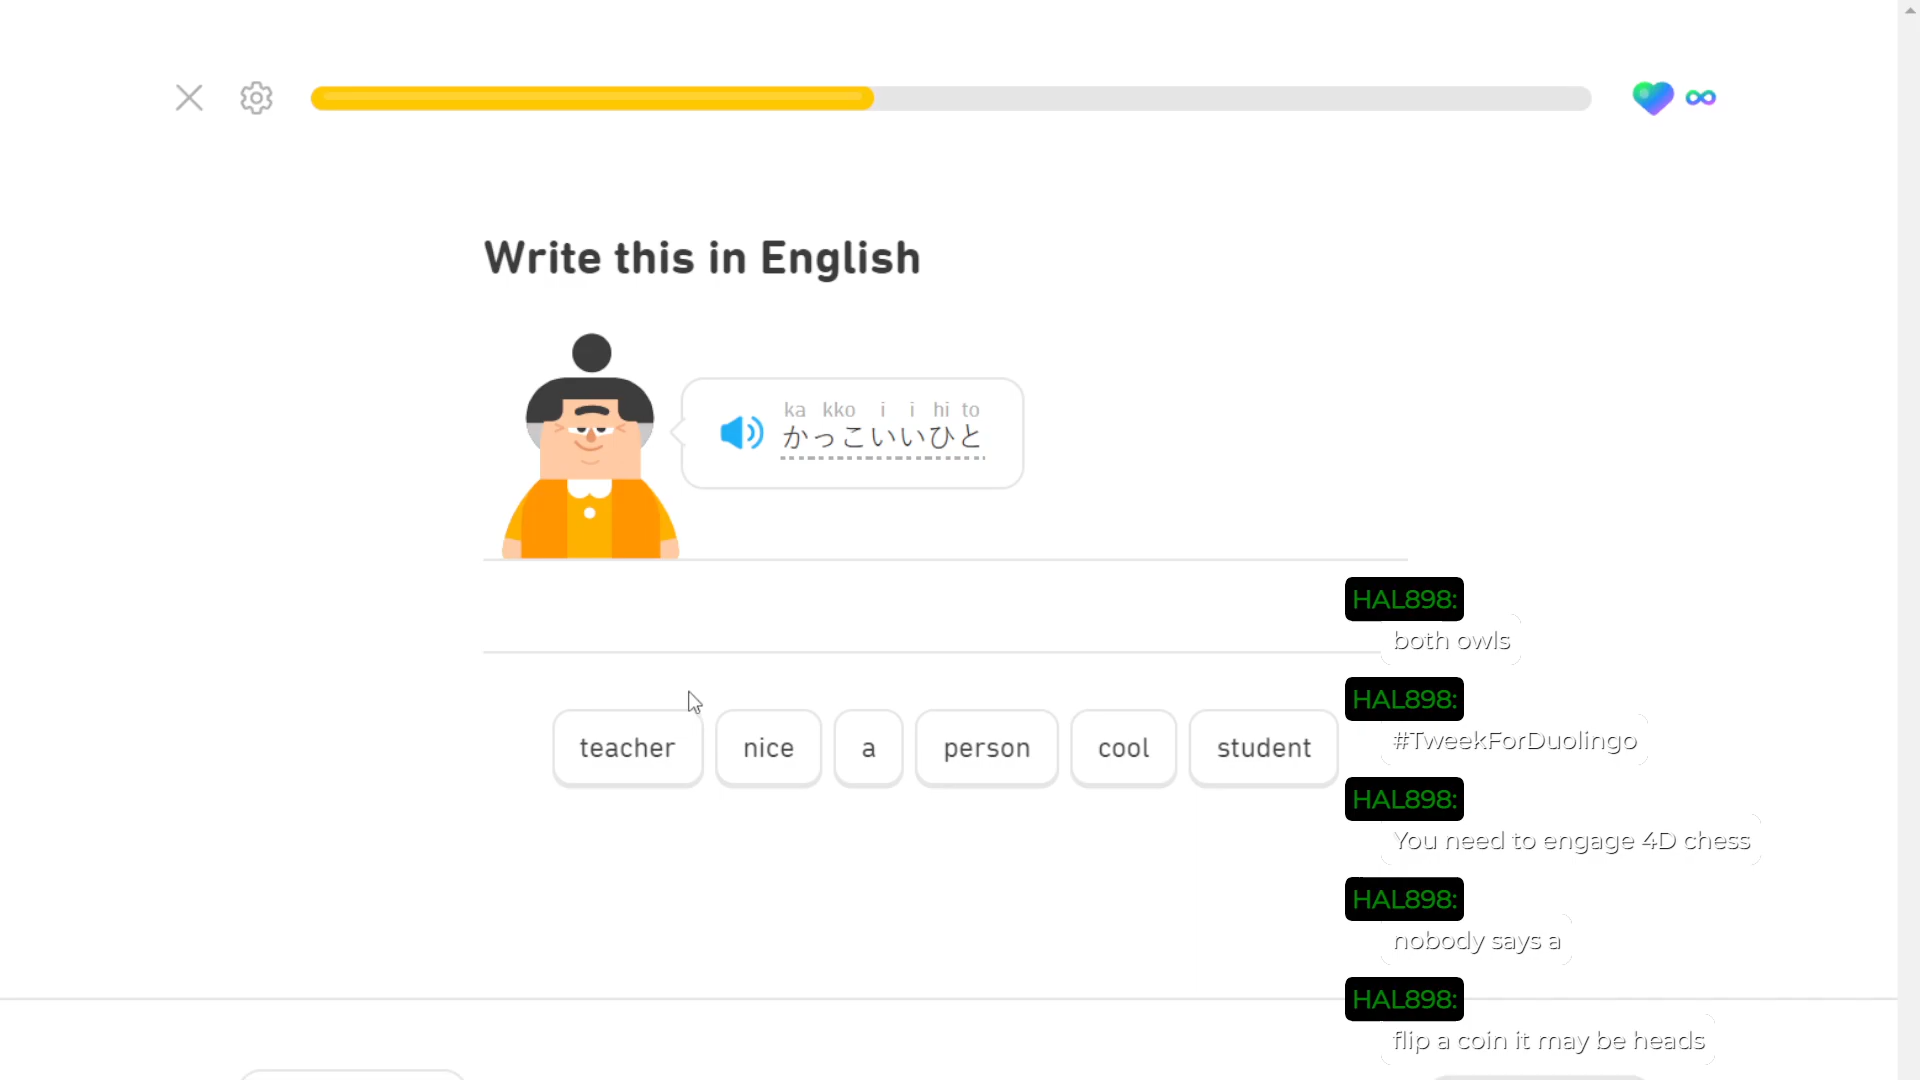 Write this in English
ka kko i i hi to
かっこいいひと
teacher nice a person cool student
HAL898:
both owls
HAL898:
#TweekForDuolingo
HAL898:
You need to engage 4D chess
HAL898:
nobody says a
HAL898:
flip a coin it may be heads